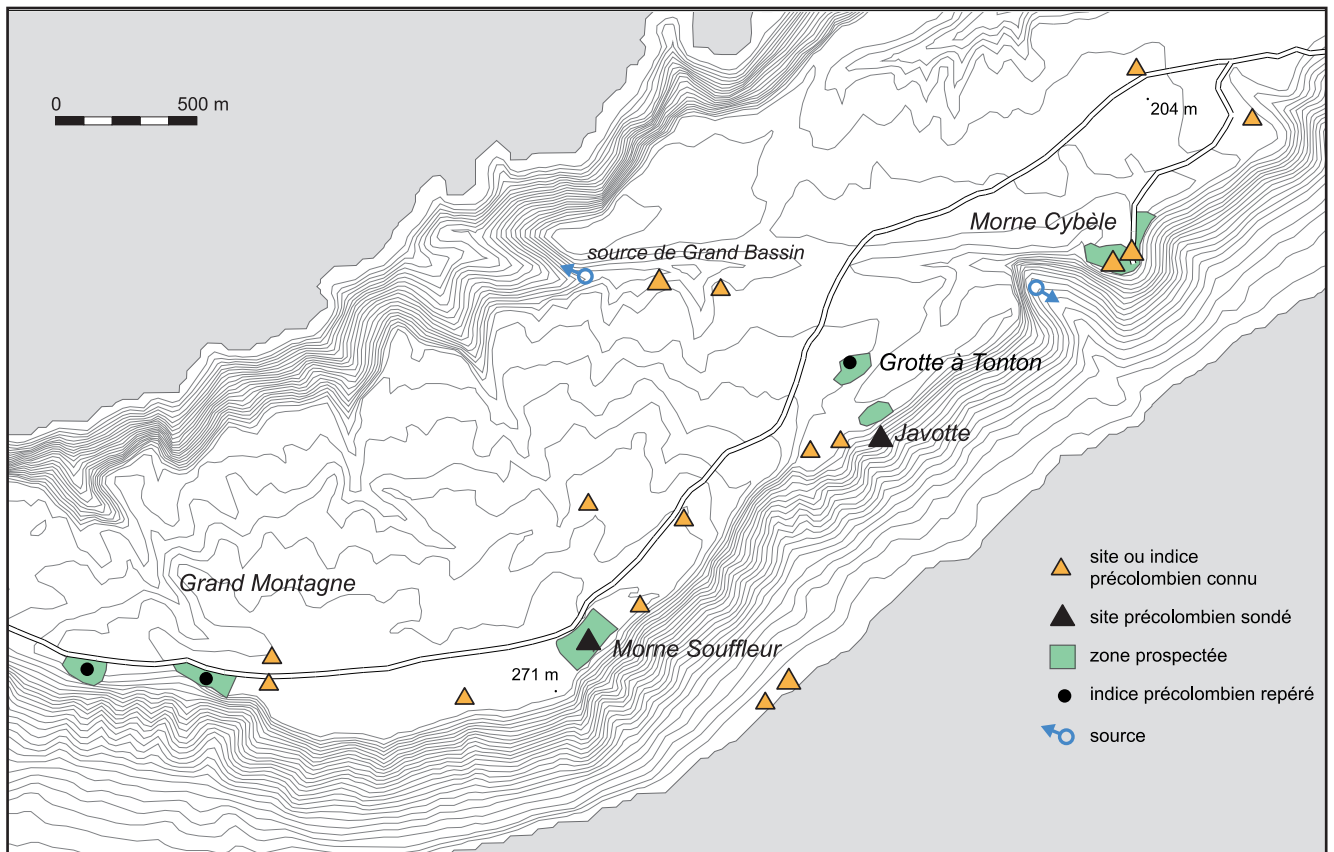 0 500 m
204 m
Morne Cybèle
source de Grand Bassin
Grotte à Tonton
Javotte
Grand Montagne
Morne Souffleur
271 m
site ou indice
précolombien connu
site précolombien sondé
zone prospectée
indice précolombien repéré
source